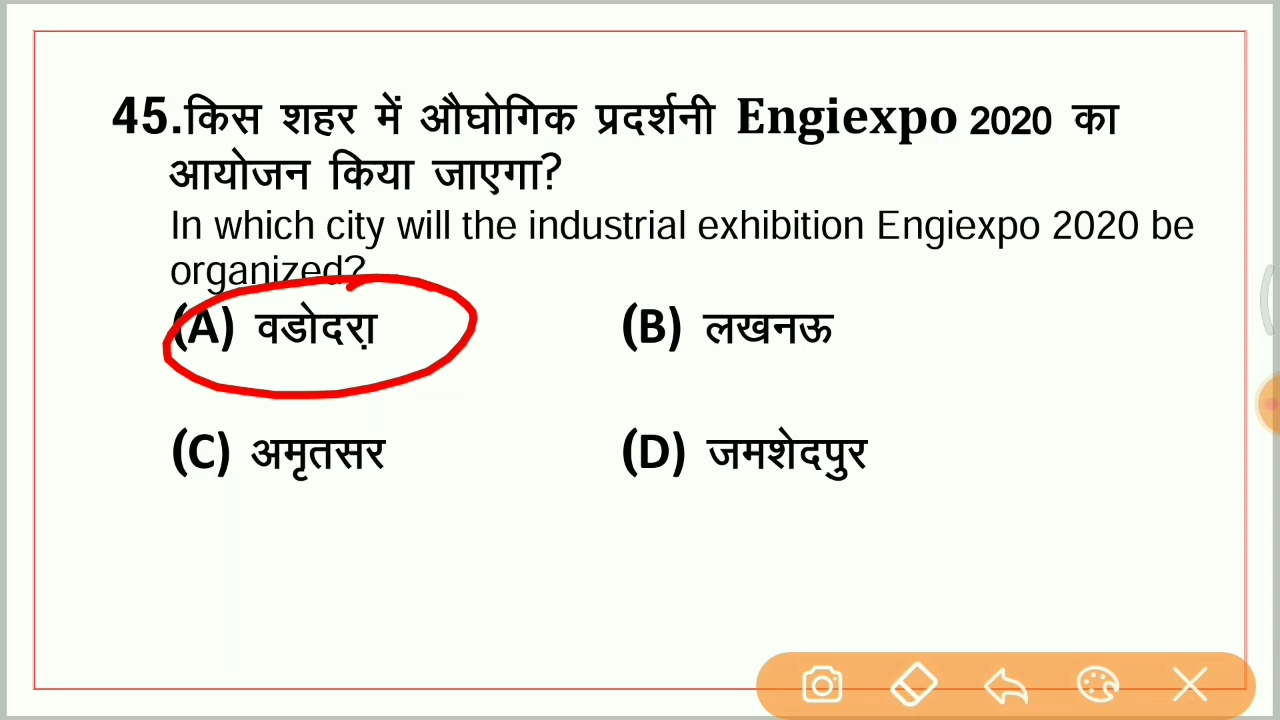 45.किस शहर में औघोगिक प्रदर्शनी Engiexpo 2020 का
आयोजन किया जाएगा?
In which city will the industrial exhibition Engiexpo 2020 be
organized?
(A) वडोदरा़ (B) लखनऊ
(C) अमृतसर (D) जमशेदपुर